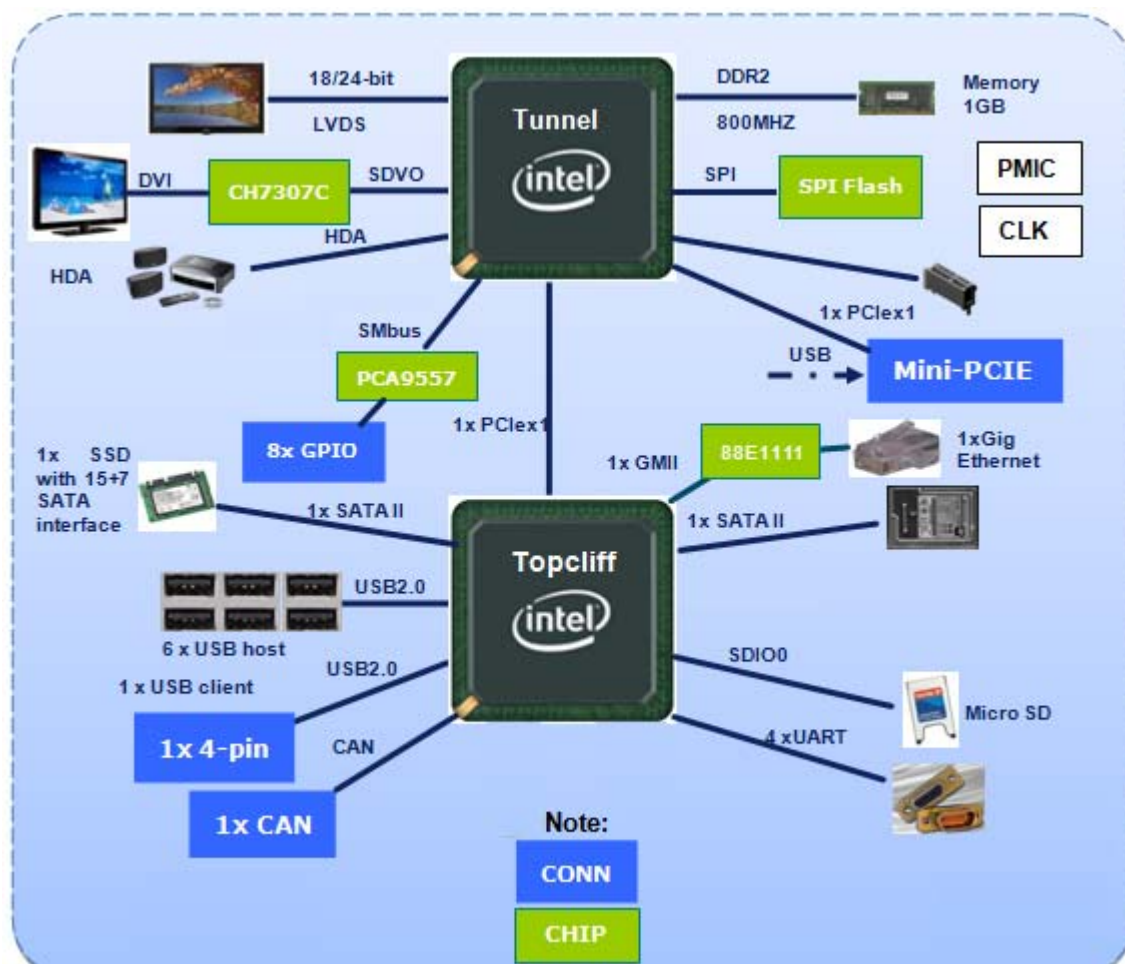 18/24-bit
LVDS
Tunnel
intel
DDR2
800MHZ
Memory
1GB
DVI
CH7307C
SDVO
SPI
SPI Flash
PMIC
CLK
HDA
HDA
SMbus
PCA9557
8x GPIO
1x PCIex1
1x PCIex1
USB
Mini-PCIE
1x SSD
with 15+7
SATA
interface
1x SATA II
1x GMII
88E1111
1xGig
Ethernet
1x SATA II
Topcliff
intel
USB2.0
6 x USB host
USB2.0
1 x USB client
1x 4-pin
CAN
1x CAN
SDIO0
Micro SD
4 xUART
Note:
CONN
CHIP